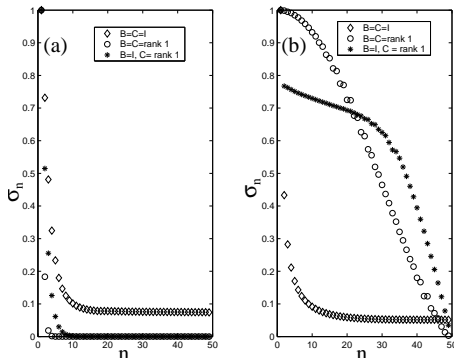 (a)
B=C=I
B=C=rank 1
B=I, C= rank 1
1
0.9
0.8
0.7
0.6
0.5
0.4
0.3
0.2
0.1
0
σn
0 10 20 30 40 50
n
(b)
B=C=I
B=C=rank 1
B=I, C= rank 1
1
0.9
0.8
0.7
0.6
0.5
0.4
0.3
0.2
0.1
0
σn
0 10 20 30 40 50
n